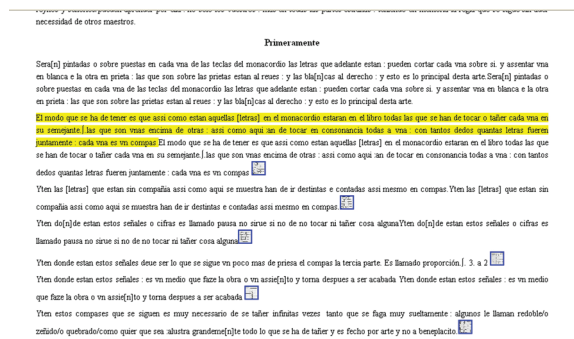 necesidad de otros maestros.
Primeramente
Sera[n] pintadas o sobre puestas en cada vna de las teclas del monacordio las letras que adelante estan : pueden cortar cada vna sobre si. y assentar vna
en blanca e la otra en prieta : las que son sobre las prietas estan al reues : y las bla[n]cas al derecho : y esto es lo principal desta arte.Sera[n] pintadas o
sobre puestas en cada vna de las teclas del monacordio las letras que adelante estan : pueden cortar cada vna sobre si. y assentar vna en blanca e la otra
en prieta : las que son sobre las prietas estan al reues : y las bla[n]cas al derecho : y esto es lo principal desta arte.
El modo que se ha de tener es que assi como estan aquellas [letras] en el monacordio estaran en el libro todas las que se han de tocar o tañer cada vna en
su semejante.∫.las que son vnas encima de otras : assi como aqui :an de tocar en consonancia todas a vna : con tantos dedos quantas letras fueren
juntamente : cada vna es vn compas El modo que se ha de tener es que assi como estan aquellas [letras] en el monacordio estaran en el libro todas las que
se han de tocar o tañer cada vna en su semejante.∫.las que son vnas encima de otras : assi como aqui :an de tocar en consonancia todas a vna : con tantos
dedos quantas letras fueren juntamente : cada vna es vn compas
Yten las [letras] que estan sin compañia assi como aqui se muestra han de ir destintas e contadas assi mesmo en compas.Yten las [letras] que estan sin
compañia assi como aqui se muestra han de ir destintas e contadas assi mesmo en compas.
Yten do[n]de estan estos señales o cifras es llamado pausa no sirue si no de no tocar ni tañer cosa algunaYten do[n]de estan estos señales o cifras es
llamado pausa no sirue si no de no tocar ni tañer cosa alguna
Yten donde estan estos señales deue ser lo que se sigue vn poco mas de priesa el compas la tercia parte. Es llamado proporción.∫. 3. a 2
Yten donde estan estos señales : es vn medio que faze la obra o vn assie[n]to y torna despues a ser acabada Yten donde estan estos señales : es vn medio
que faze la obra o vn assie[n]to y torna despues a ser acabada
Yten estos compases que se siguen es muy necessario de se tañer infinitas vezes tanto que se faga muy sueltamente : algunos le llaman redoble/o
zeñido/o quebrado/como quier que sea :alustra grandeme[n]te todo lo que se ha de tañer y es fecho por arte y no a beneplacito.